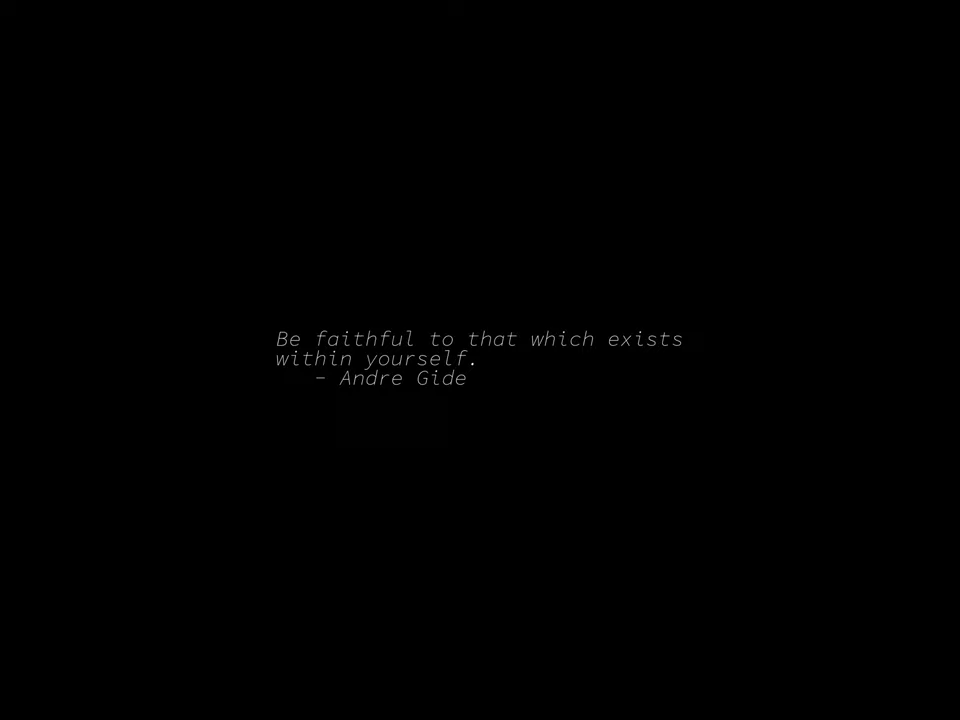 Be faithful to that which exists
within yourself.
- Andre Gide